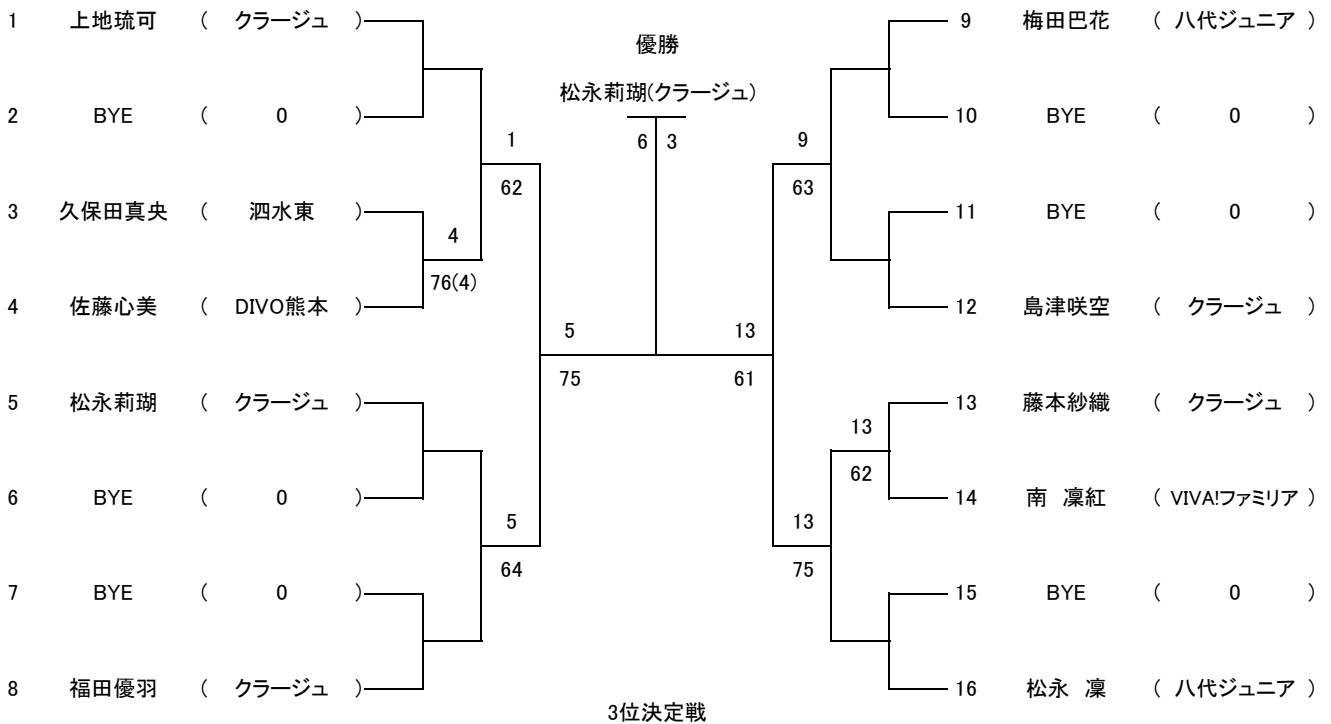 1 上地琉可 ( クラージュ )
9 梅田巴花 ( 八代ジュニア )
優勝
松永莉瑚(クラージュ)
2 BYE ( 0 )
10 BYE ( 0 )
6 3
1
9
62
63
3 久保田真央 ( 泗水東 )
11 BYE ( 0 )
4
76(4)
4 佐藤心美 ( DIVO熊本 )
12 島津咲空 ( クラージュ )
5
13
75
61
5 松永莉瑚 ( クラージュ )
13 藤本紗織 ( クラージュ )
13
62
6 BYE ( 0 )
14 南 凜紅 ( VIVA!ファミリア )
5
13
64
75
7 BYE ( 0 )
15 BYE ( 0 )
8 福田優羽 ( クラージュ )
16 松永 凜 ( 八代ジュニア )
3位決定戦